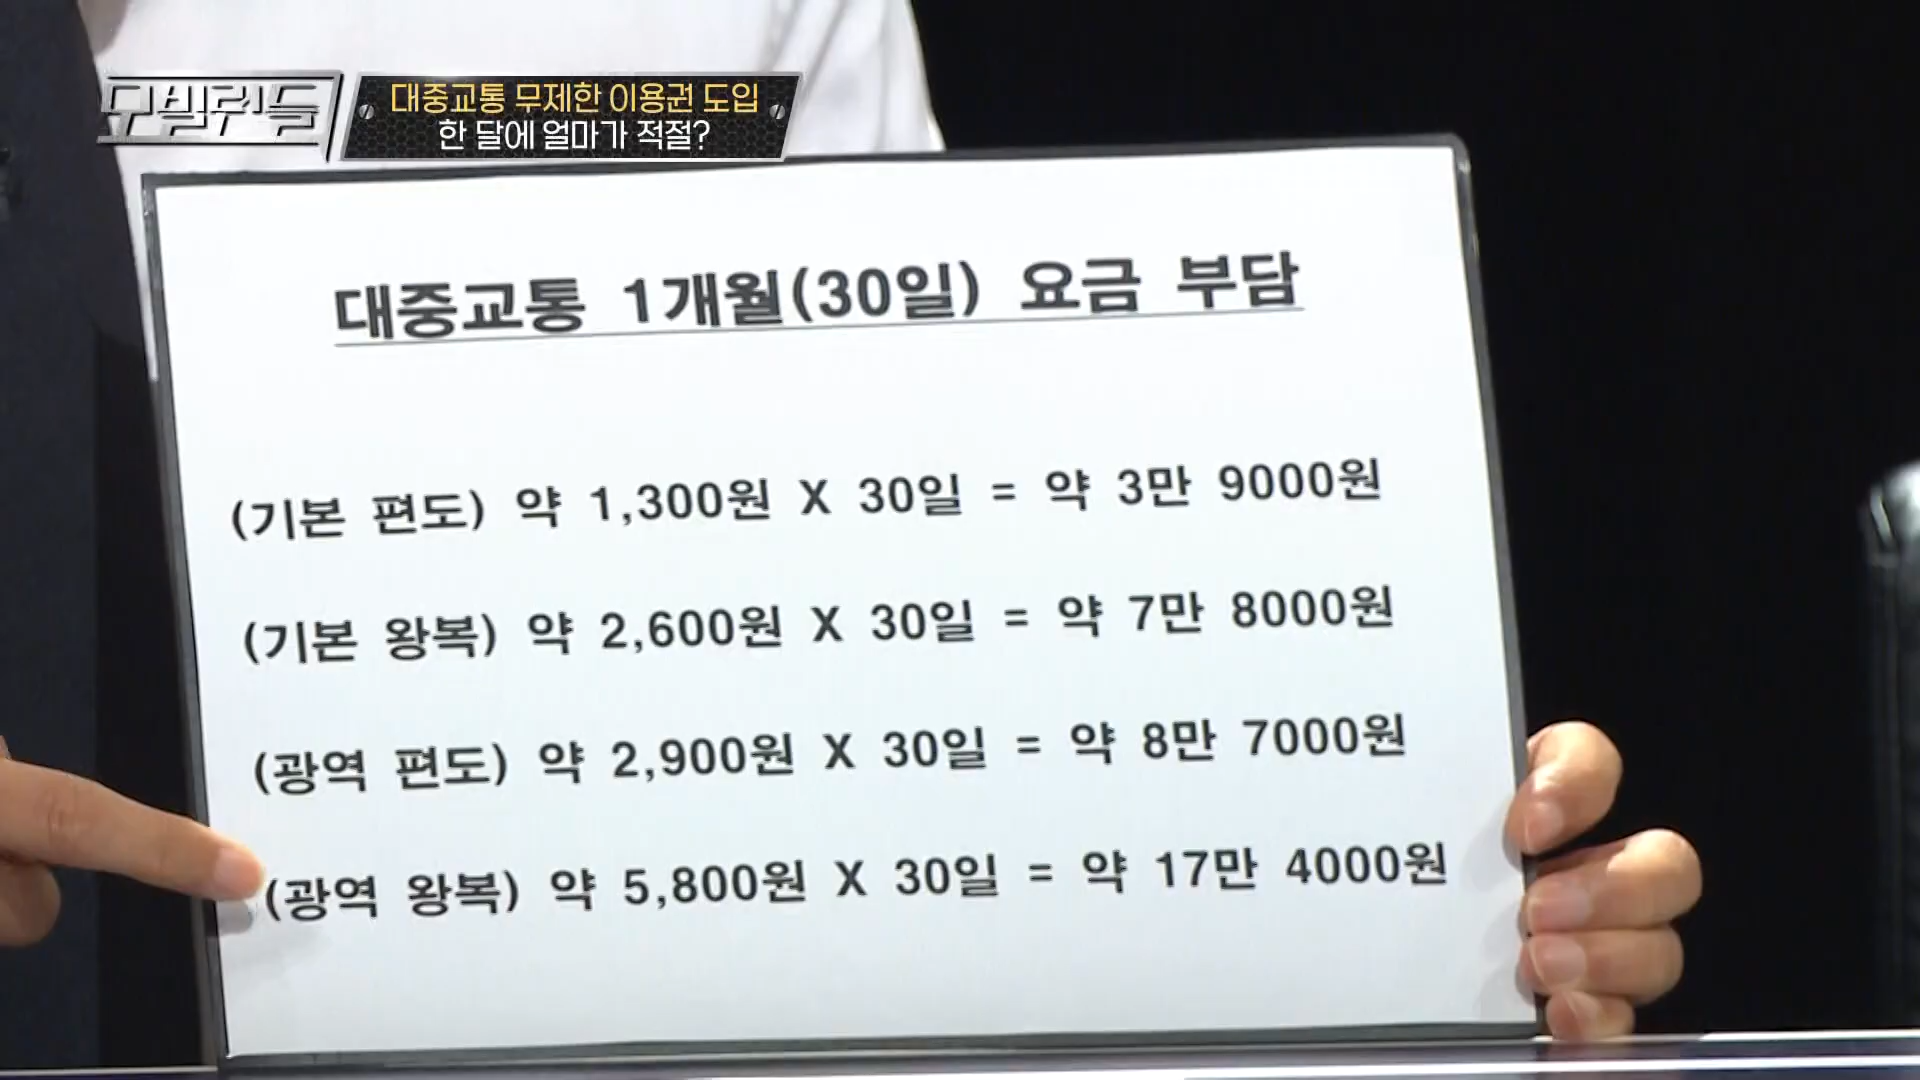 모빌러들
대중교통 무제한 이용권 도입
한 달에 얼마가 적절?
대중교통 1개월(30일) 요금 부담
(기본 편도) 약 1,300원 X 30일 = 약 3만 9000원
(기본 왕복) 약 2,600원 X 30일 = 약 7만 8000원
(광역 편도) 약 2,900원 X 30일 = 약 8만 7000원
(광역 왕복) 약 5,800원 X 30일 = 약 17만 4000원